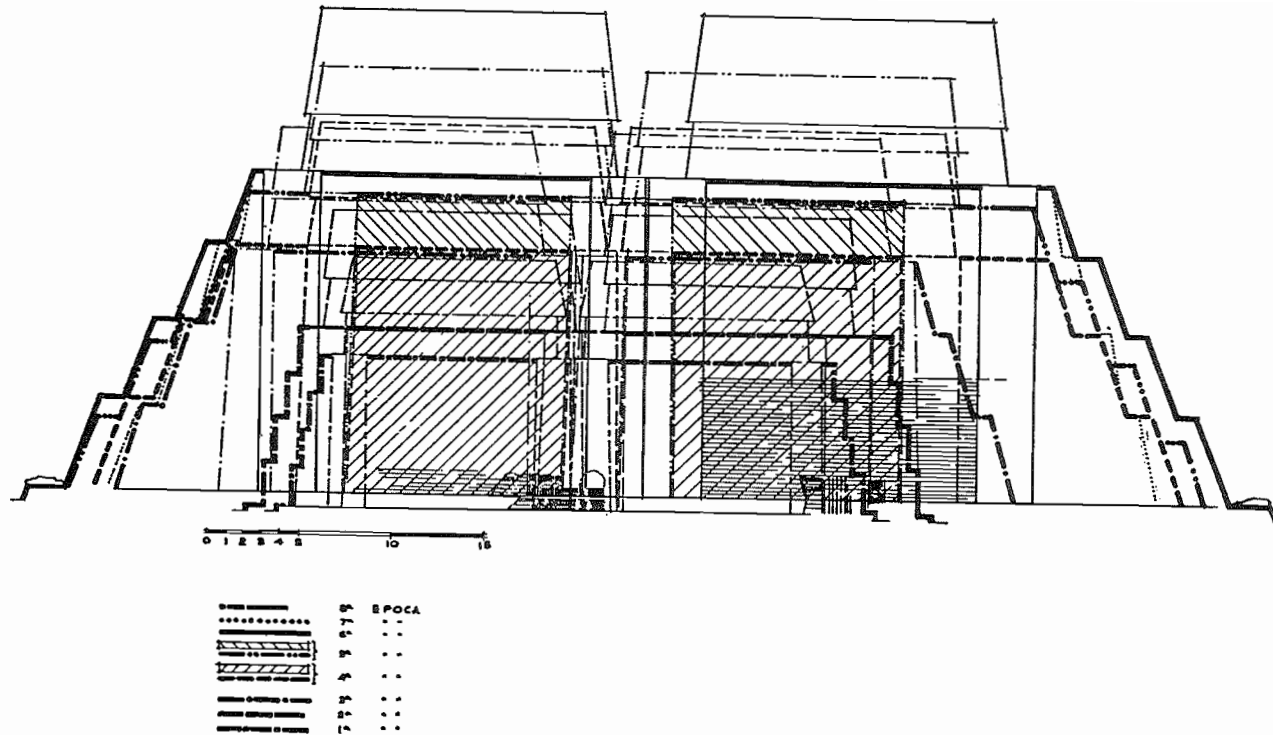 0 1 2 3 4 5 10 15
8ª EPOCA
7ª " "
6ª " "
5ª " "
4ª " "
3ª " "
2ª " "
1ª " "